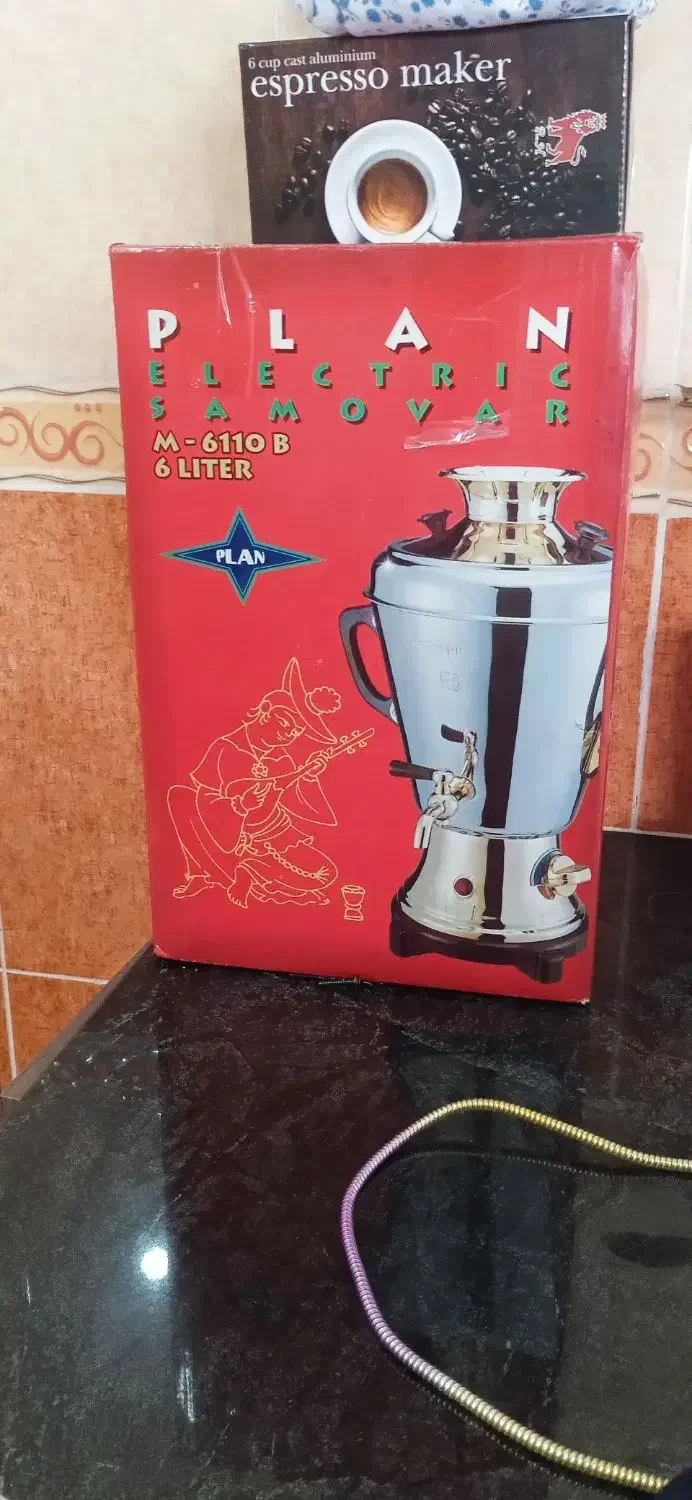 6 cup cast aluminium
espresso maker
PLAN
ELECTRIC
SAMOVAR
M-6110 B
6 LITER
PLAN